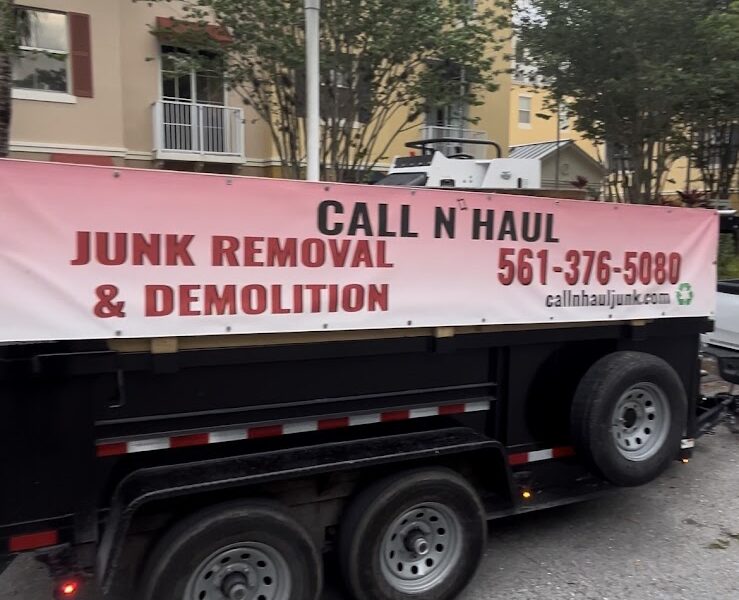 CALL N' HAUL
JUNK REMOVAL
& DEMOLITION
561-376-5080
callnhauljunk.com